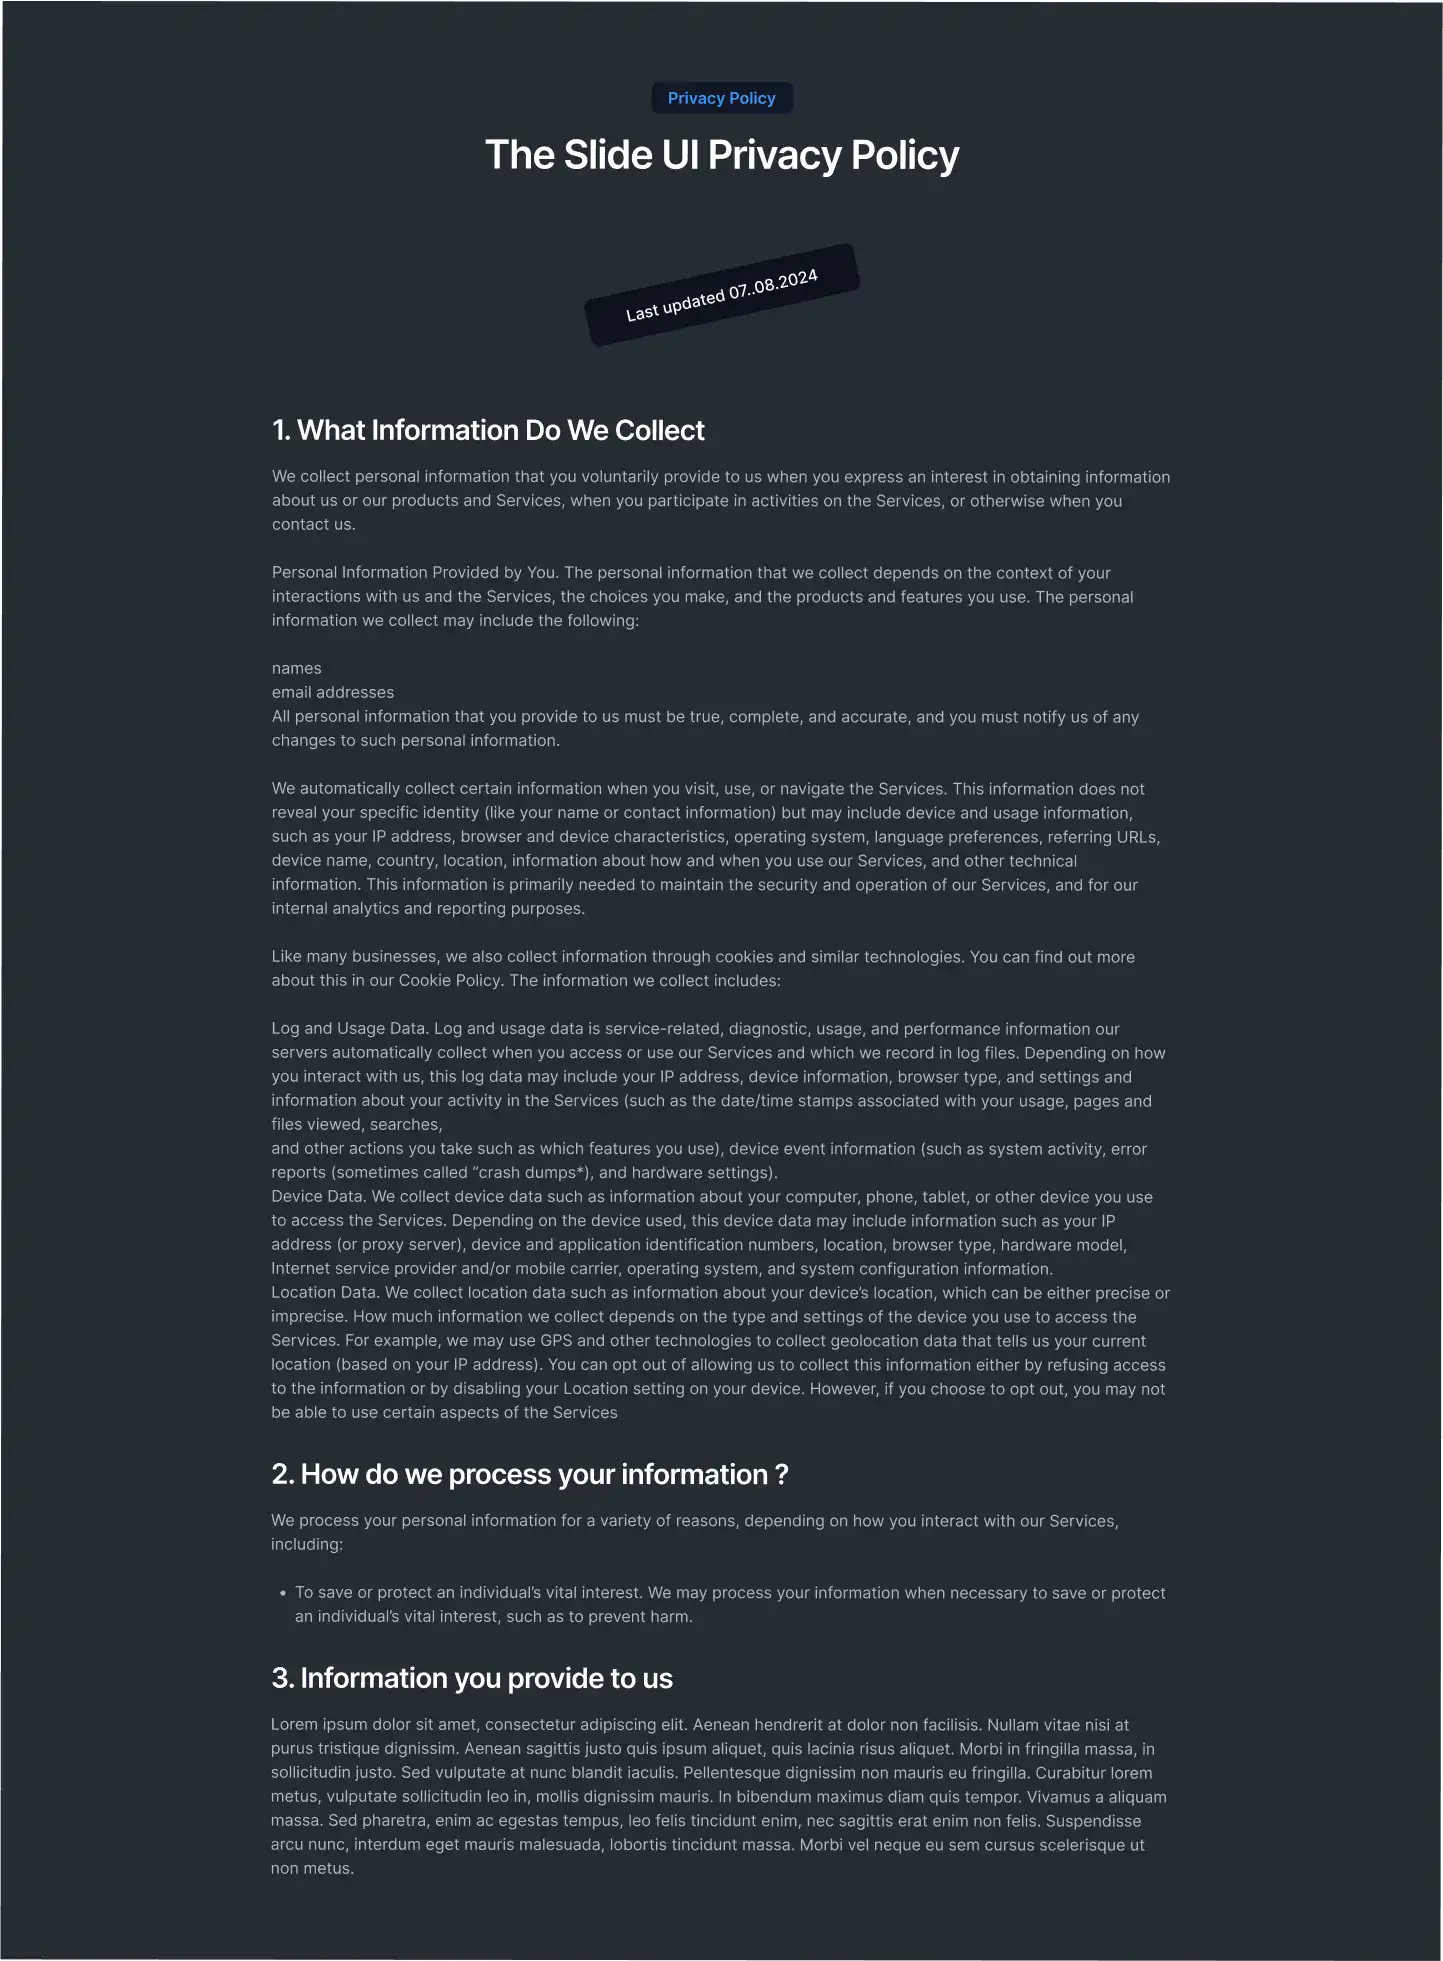 Privacy Policy
The Slide UI Privacy Policy
Last updated 07..08.2024
1. What Information Do We Collect
We collect personal information that you voluntarily provide to us when you express an interest in obtaining information
about us or our products and Services, when you participate in activities on the Services, or otherwise when you
contact us.
Personal Information Provided by You. The personal information that we collect depends on the context of your
interactions with us and the Services, the choices you make, and the products and features you use. The personal
information we collect may include the following:
names
email addresses
All personal information that you provide to us must be true, complete, and accurate, and you must notify us of any
changes to such personal information.
We automatically collect certain information when you visit, use, or navigate the Services. This information does not
reveal your specific identity (like your name or contact information) but may include device and usage information,
such as your IP address, browser and device characteristics, operating system, language preferences, referring URLs,
device name, country, location, information about how and when you use our Services, and other technical
information. This information is primarily needed to maintain the security and operation of our Services, and for our
internal analytics and reporting purposes.
Like many businesses, we also collect information through cookies and similar technologies. You can find out more
about this in our Cookie Policy. The information we collect includes:
Log and Usage Data. Log and usage data is service-related, diagnostic, usage, and performance information our
servers automatically collect when you access or use our Services and which we record in log files. Depending on how
you interact with us, this log data may include your IP address, device information, browser type, and settings and
information about your activity in the Services (such as the date/time stamps associated with your usage, pages and
files viewed, searches,
and other actions you take such as which features you use), device event information (such as system activity, error
reports (sometimes called “crash dumps*), and hardware settings).
Device Data. We collect device data such as information about your computer, phone, tablet, or other device you use
to access the Services. Depending on the device used, this device data may include information such as your IP
address (or proxy server), device and application identification numbers, location, browser type, hardware model,
Internet service provider and/or mobile carrier, operating system, and system configuration information.
Location Data. We collect location data such as information about your device’s location, which can be either precise or
imprecise. How much information we collect depends on the type and settings of the device you use to access the
Services. For example, we may use GPS and other technologies to collect geolocation data that tells us your current
location (based on your IP address). You can opt out of allowing us to collect this information either by refusing access
to the information or by disabling your Location setting on your device. However, if you choose to opt out, you may not
be able to use certain aspects of the Services
2. How do we process your information ?
We process your personal information for a variety of reasons, depending on how you interact with our Services,
including:
• To save or protect an individual’s vital interest. We may process your information when necessary to save or protect
an individual’s vital interest, such as to prevent harm.
3. Information you provide to us
Lorem ipsum dolor sit amet, consectetur adipiscing elit. Aenean hendrerit at dolor non facilisis. Nullam vitae nisi at
purus tristique dignissim. Aenean sagittis justo quis ipsum aliquet, quis lacinia risus aliquet. Morbi in fringilla massa, in
sollicitudin justo. Sed vulputate at nunc blandit iaculis. Pellentesque dignissim non mauris eu fringilla. Curabitur lorem
metus, vulputate sollicitudin leo in, mollis dignissim mauris. In bibendum maximus diam quis tempor. Vivamus a aliquam
massa. Sed pharetra, enim ac egestas tempus, leo felis tincidunt enim, nec sagittis erat enim non felis. Suspendisse
arcu nunc, interdum eget mauris malesuada, lobortis tincidunt massa. Morbi vel neque eu sem cursus scelerisque ut
non metus.